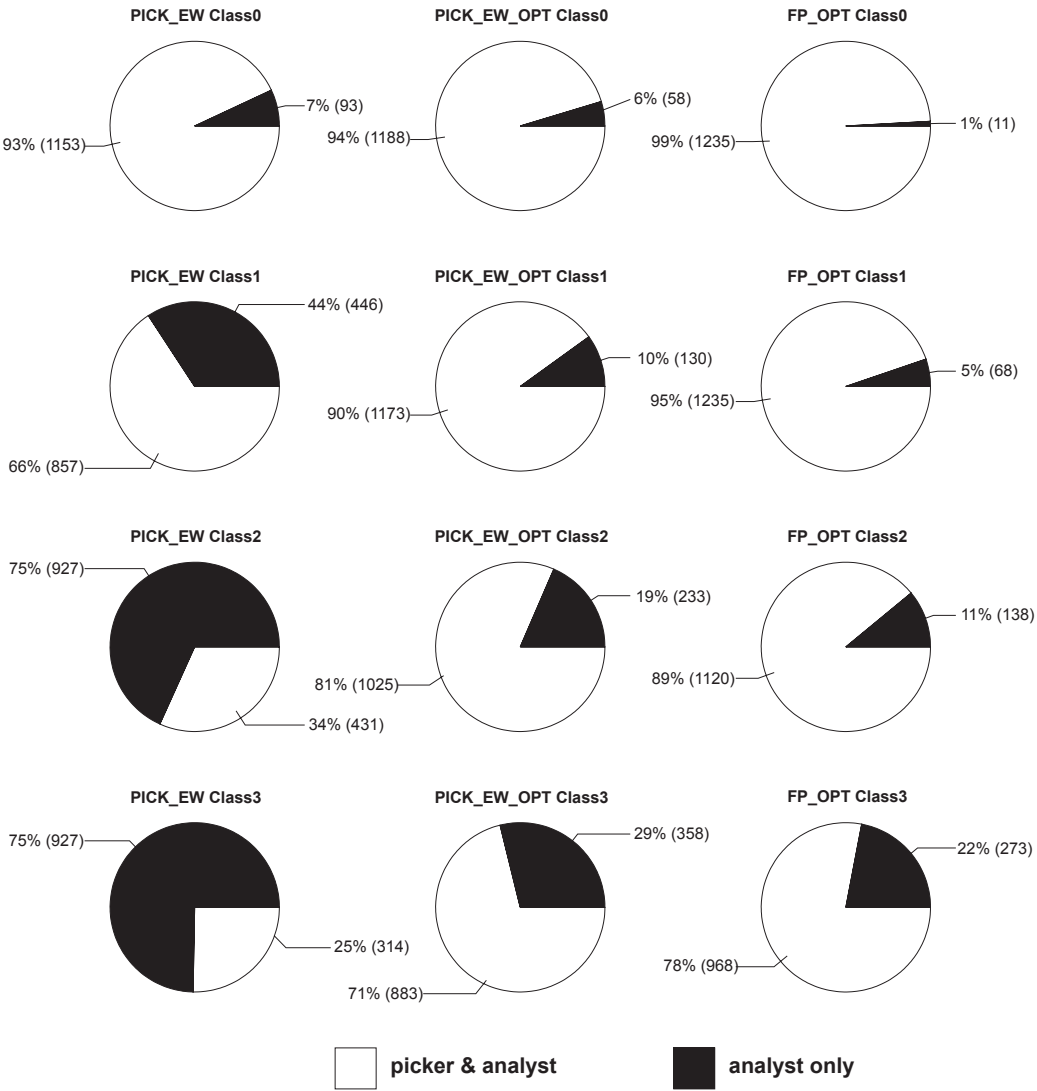 PICK_EW Class0
PICK_EW_OPT Class0
FP_OPT Class0
7% (93)
93% (1153)
6% (58)
94% (1188)
1% (11)
99% (1235)
PICK_EW Class1
PICK_EW_OPT Class1
FP_OPT Class1
44% (446)
66% (857)
10% (130)
90% (1173)
5% (68)
95% (1235)
PICK_EW Class2
PICK_EW_OPT Class2
FP_OPT Class2
75% (927)
34% (431)
19% (233)
81% (1025)
11% (138)
89% (1120)
PICK_EW Class3
PICK_EW_OPT Class3
FP_OPT Class3
75% (927)
25% (314)
29% (358)
71% (883)
22% (273)
78% (968)
picker & analyst
analyst only